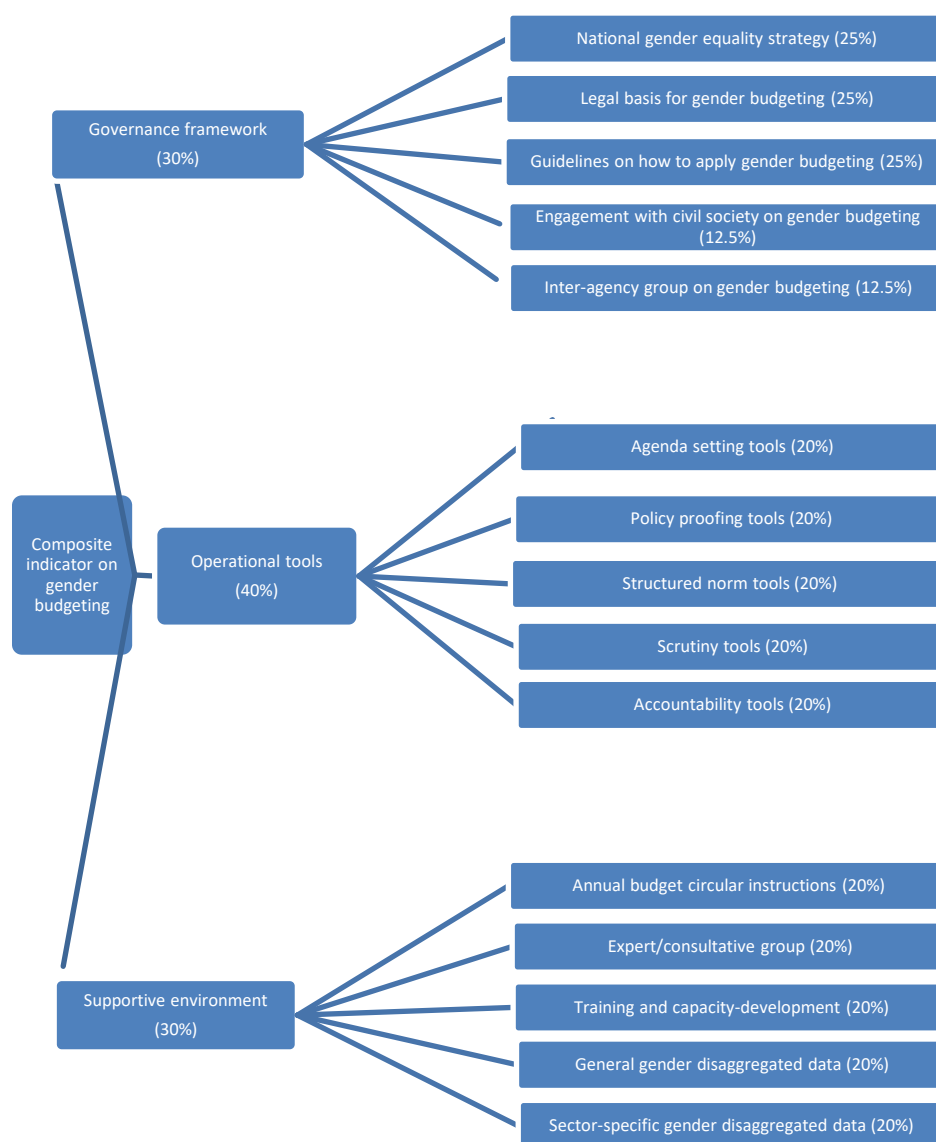 Governance framework
(30%)
National gender equality strategy (25%)
Legal basis for gender budgeting (25%)
Guidelines on how to apply gender budgeting (25%)
Engagement with civil society on gender budgeting
(12.5%)
Inter-agency group on gender budgeting (12.5%)
Composite
indicator on
gender
budgeting
Operational tools
(40%)
Agenda setting tools (20%)
Policy proofing tools (20%)
Structured norm tools (20%)
Scrutiny tools (20%)
Accountability tools (20%)
Supportive environment
(30%)
Annual budget circular instructions (20%)
Expert/consultative group (20%)
Training and capacity-development (20%)
General gender disaggregated data (20%)
Sector-specific gender disaggregated data (20%)